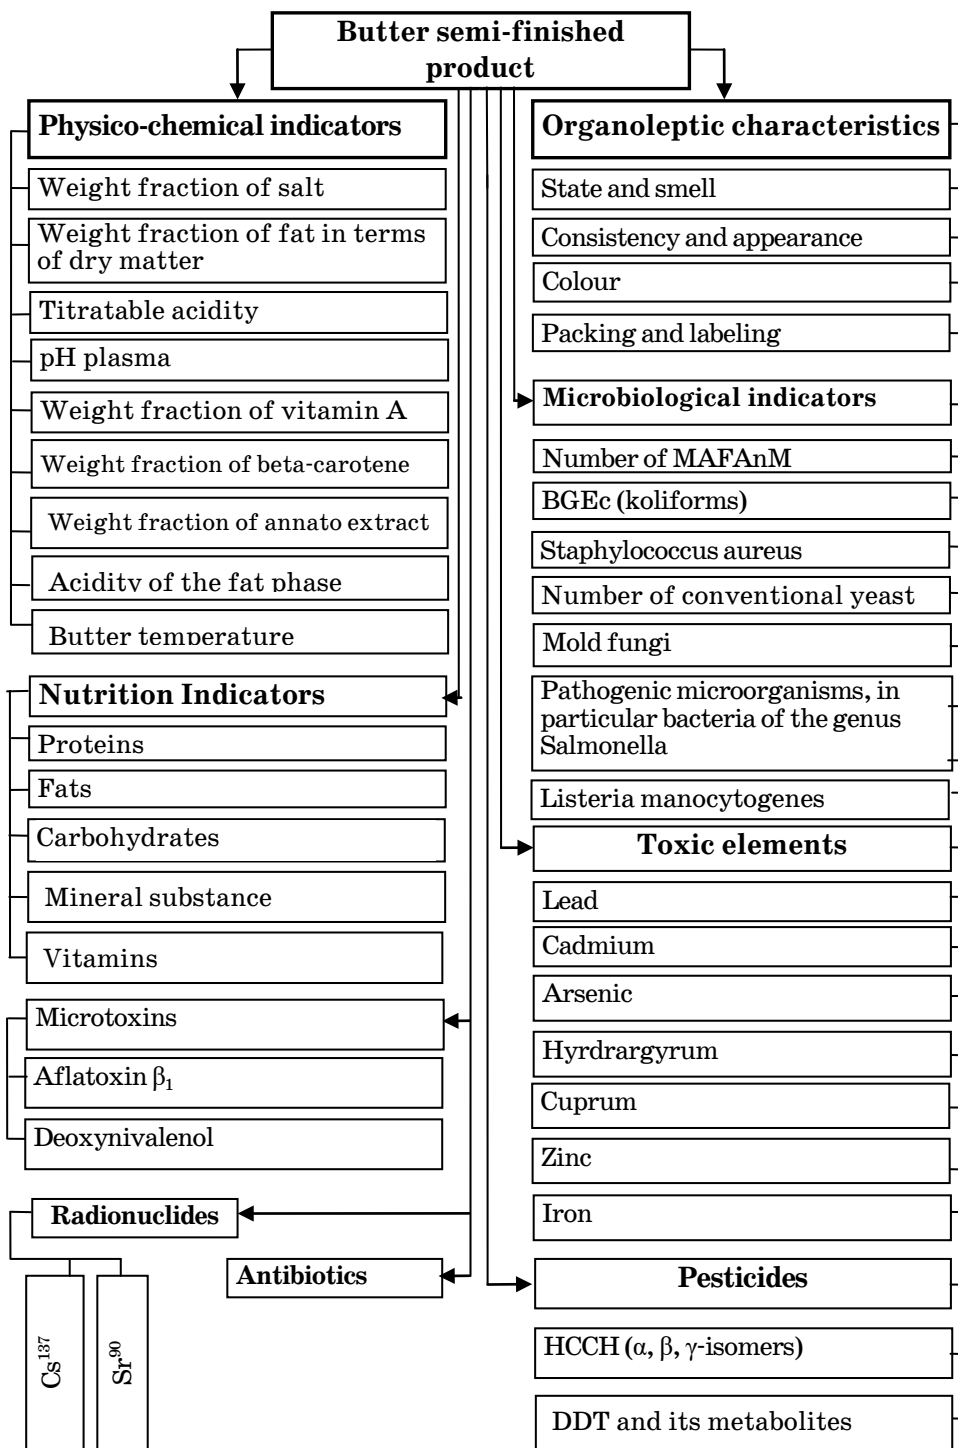 Butter semi-finished
product
Physico-chemical indicators
Weight fraction of salt
Weight fraction of fat in terms
of dry matter
Titratable acidity
pH plasma
Weight fraction of vitamin A
Weight fraction of beta-carotene
Weight fraction of annato extract
Acidity of the fat phase
Butter temperature
Nutrition Indicators
Proteins
Fats
Carbohydrates
Mineral substance
Vitamins
Microtoxins
Aflatoxin β₁
Deoxynivalenol
Radionuclides
Cs¹³⁷
Sr⁹⁰
Antibiotics
Organoleptic characteristics
State and smell
Consistency and appearance
Colour
Packing and labeling
Microbiological indicators
Number of MAFAnM
BGEc (koliforms)
Staphylococcus aureus
Number of conventional yeast
Mold fungi
Pathogenic microorganisms, in
particular bacteria of the genus
Salmonella
Listeria manocytogenes
Toxic elements
Lead
Cadmium
Arsenic
Hyrdrargyrum
Cuprum
Zinc
Iron
Pesticides
HCCH (α, β, γ-isomers)
DDT and its metabolites